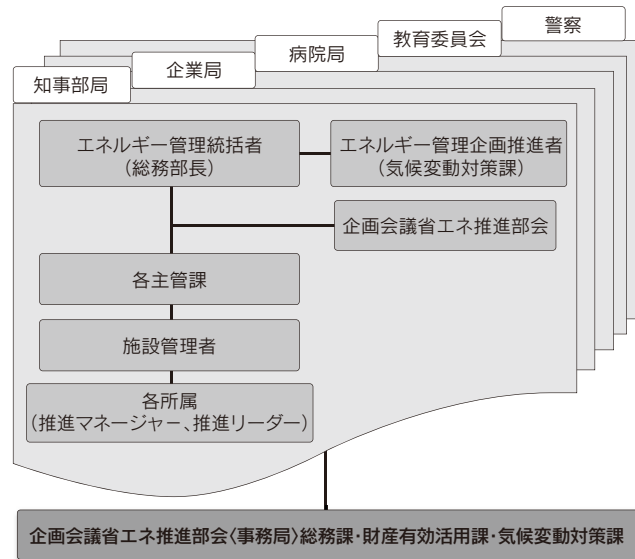 警察
教育委員会
病院局
企業局
知事部局
エネルギー管理統括者
(総務部長)
エネルギー管理企画推進者
(気候変動対策課)
企画会議省エネ推進部会
各主管課
施設管理者
各所属
(推進マネージャー、推進リーダー)
企画会議省エネ推進部会〈事務局〉総務課･財産有効活用課･気候変動対策課